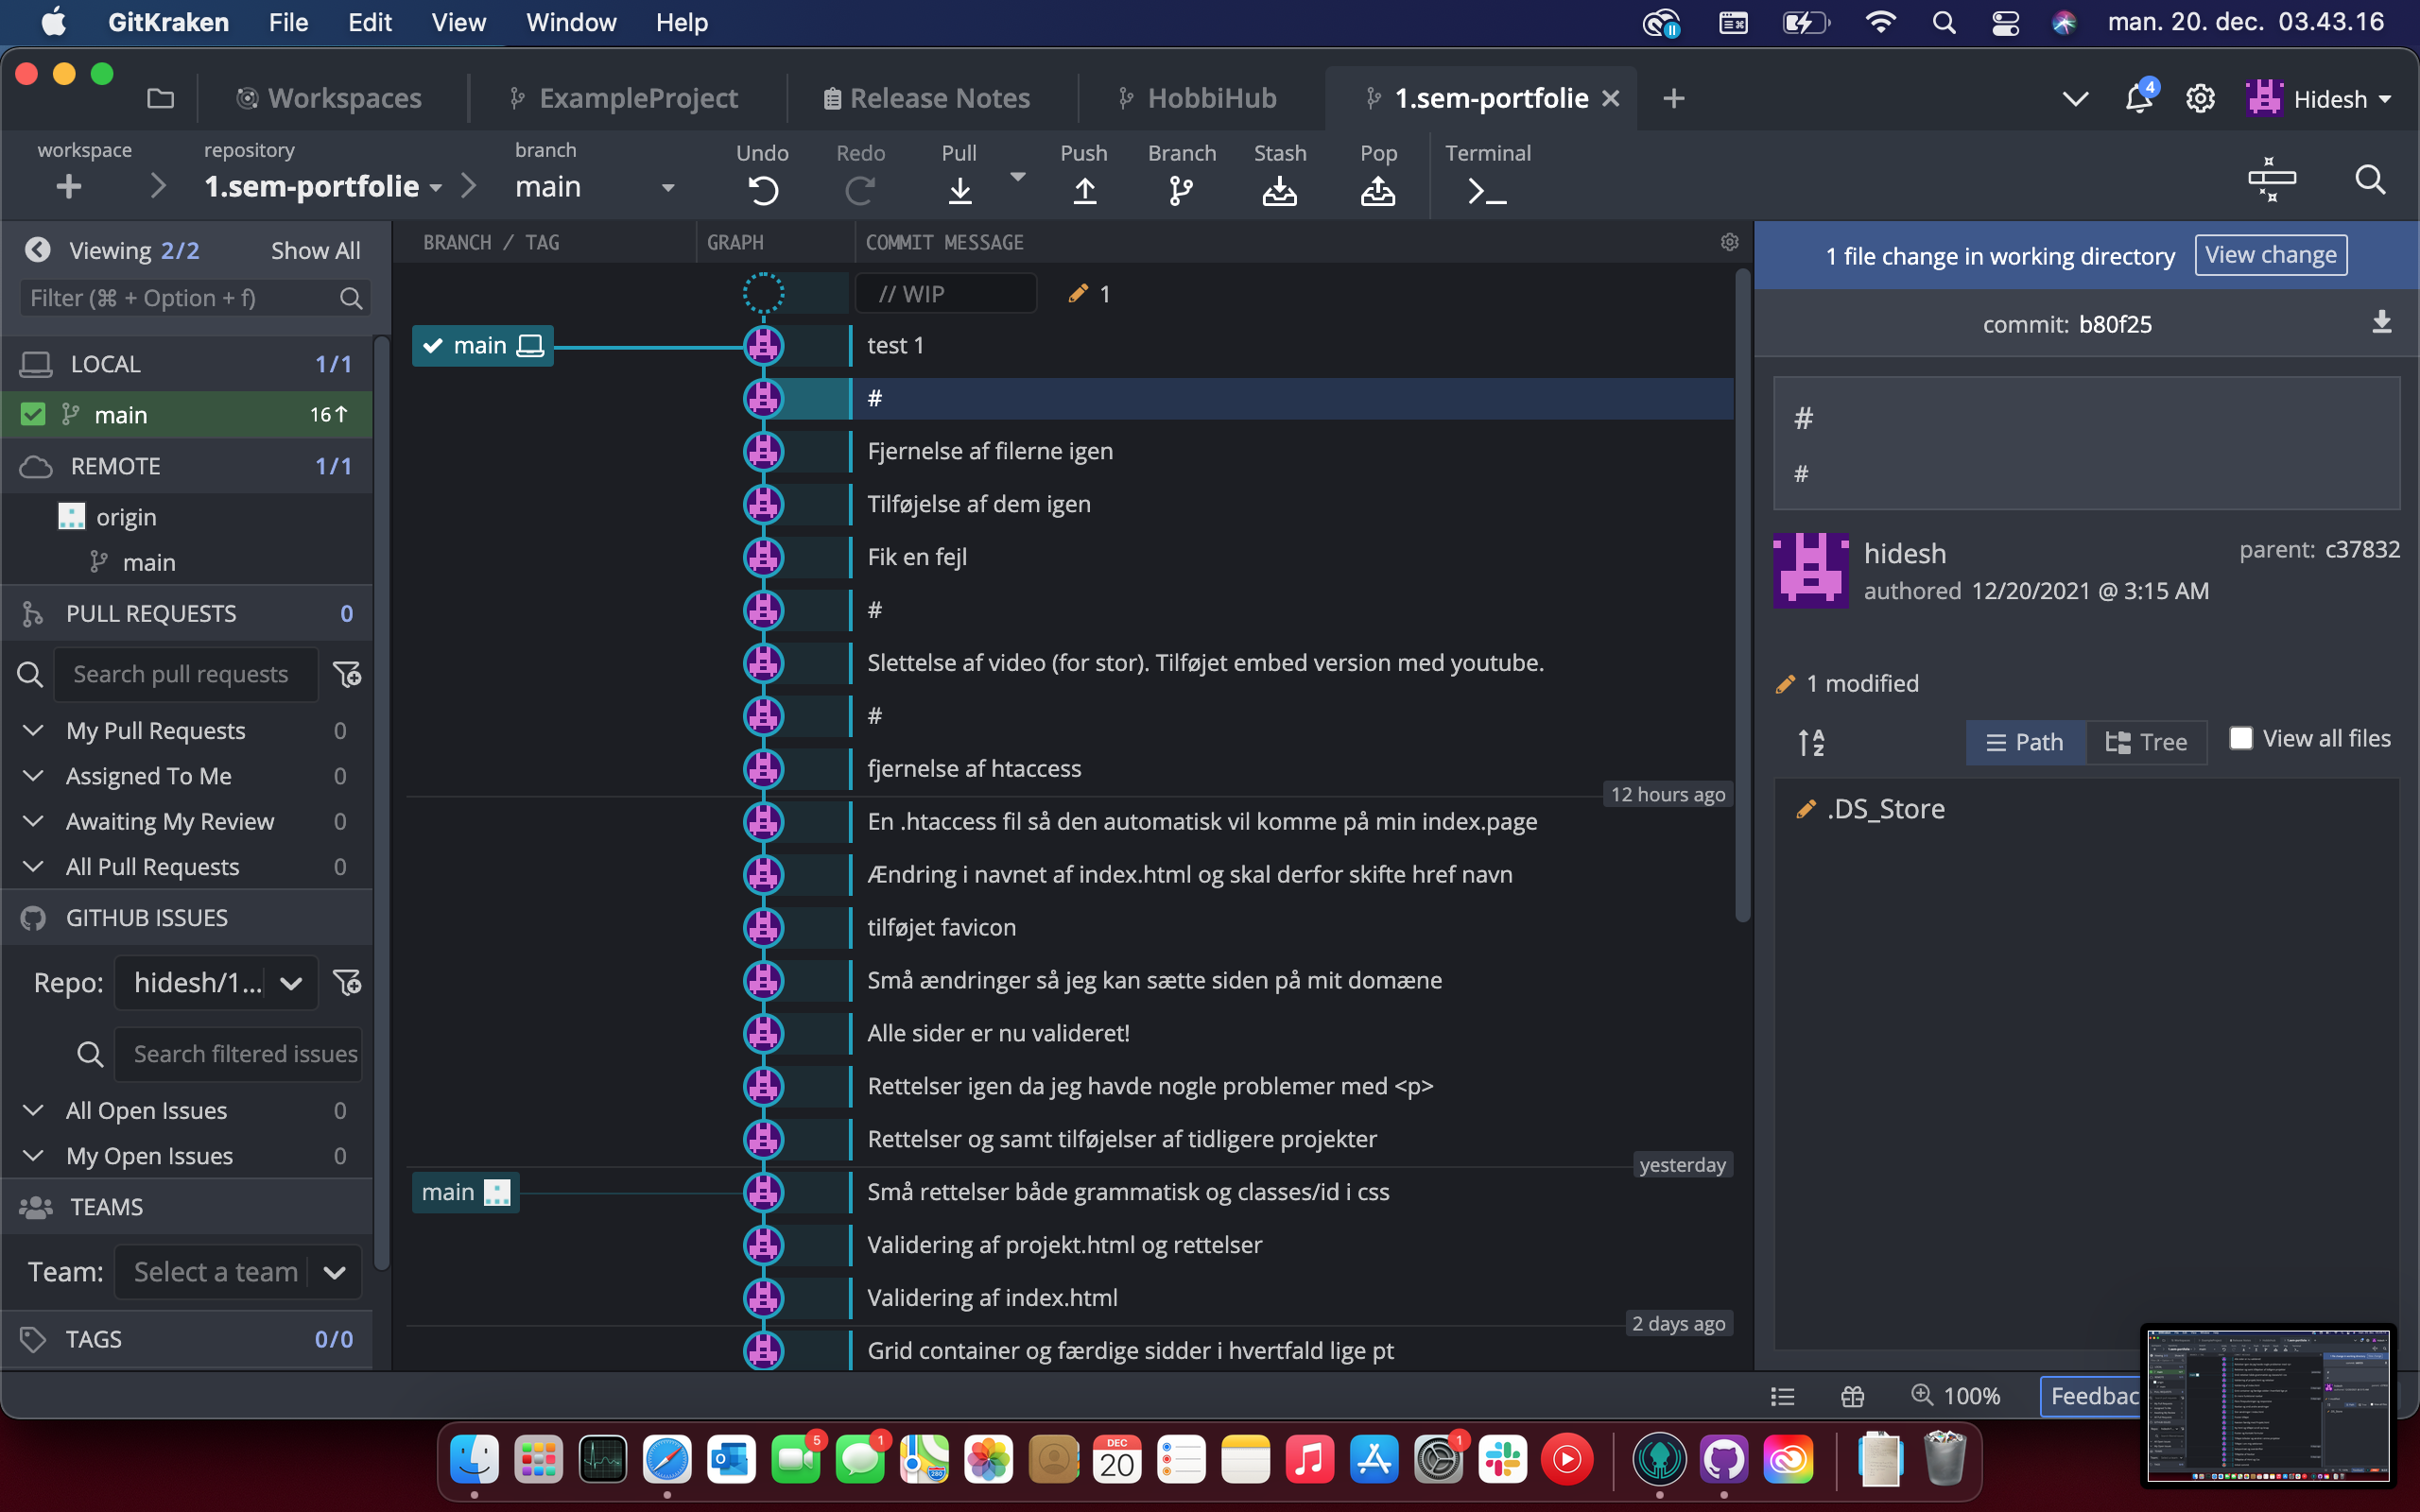 GitKraken File Edit View Window Help
man. 20. dec. 03.43.16
Workspaces
ExampleProject
Release Notes
HobbiHub
1.sem-portfolie
4
Hidesh
workspace
repository
1.sem-portfolie
branch
main
Undo
Redo
Pull
Push
Branch
Stash
Pop
Terminal
Viewing 2/2
Show All
Filter (⌘ + Option + f)
LOCAL 1/1
main 16↑
REMOTE 1/1
origin
main
PULL REQUESTS 0
Search pull requests
My Pull Requests 0
Assigned To Me 0
Awaiting My Review 0
All Pull Requests 0
GITHUB ISSUES
Repo: hidesh/1...
Search filtered issues
All Open Issues 0
My Open Issues 0
TEAMS
Team: Select a team
TAGS 0/0
BRANCH / TAG
GRAPH
COMMIT MESSAGE
// WIP
1
main
test 1
#
Fjernelse af filerne igen
Tilføjelse af dem igen
Fik en fejl
#
Slettelse af video (for stor). Tilføjet embed version med youtube.
#
fjernelse af htaccess
12 hours ago
En .htaccess fil så den automatisk vil komme på min index.page
Ændring i navnet af index.html og skal derfor skifte href navn
tilføjet favicon
Små ændringer så jeg kan sætte siden på mit domæne
Alle sider er nu valideret!
Rettelser igen da jeg havde nogle problemer med <p>
Rettelser og samt tilføjelser af tidligere projekter
yesterday
main
Små rettelser både grammatisk og classes/id i css
Validering af projekt.html og rettelser
Validering af index.html
2 days ago
Grid container og færdige sidder i hvertfald lige pt
1 file change in working directory
View change
commit: b80f25
#
#
hidesh
parent: c37832
authored 12/20/2021 @ 3:15 AM
1 modified
Path
Tree
View all files
.DS_Store
100%
Feedbac
5
1
DEC
20
280
1